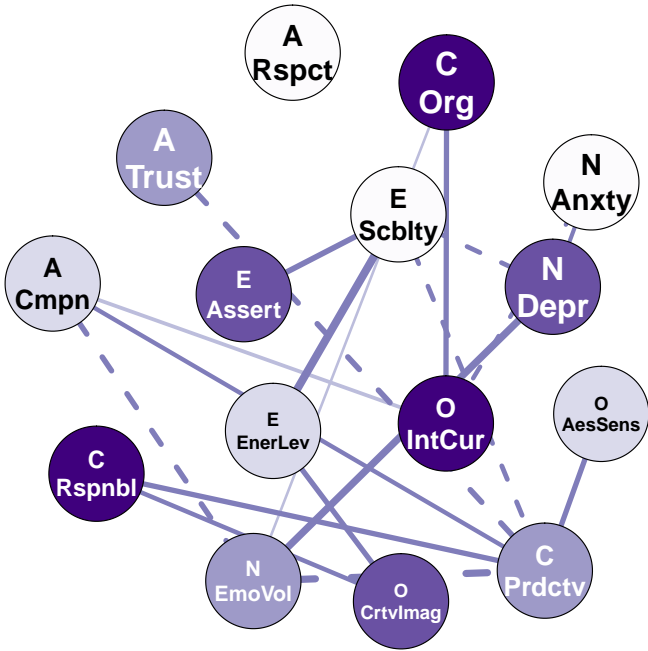 A
Rspct
C
Org
A
Trust
N
Anxty
E
Scblty
A
Cmpn
E
Assert
N
Depr
O
AesSens
E
EnerLev
O
IntCur
C
Rspnbl
N
EmoVol
O
CrtvImag
C
Prdctv